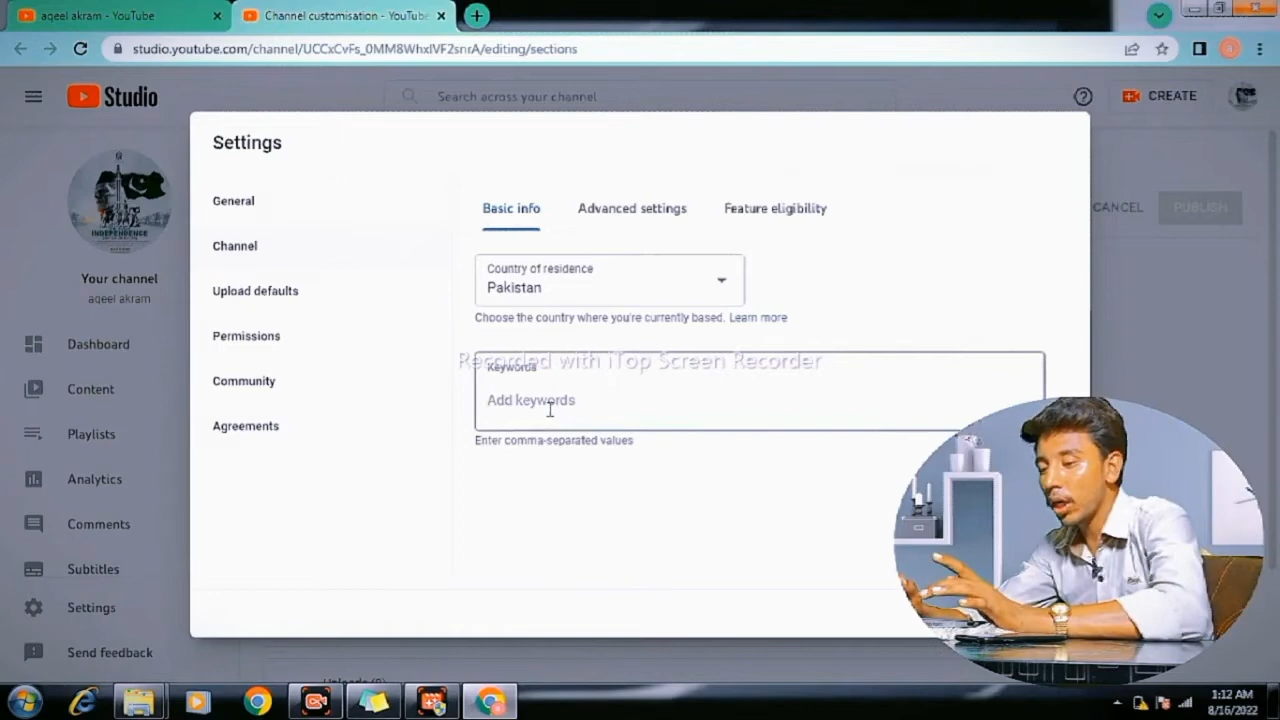 aqeel akram - YouTube
Channel customisation - YouTube
studio.youtube.com/channel/UCCxCvFs_0MM8WhxIVF2snrA/editing/sections
Studio
Search across your channel
CREATE
Settings
General
Channel
Upload defaults
Permissions
Community
Agreements
Basic info
Advanced settings
Feature eligibility
Country of residence
Pakistan
Choose the country where you're currently based. Learn more
Recorded with iTop Screen Recorder
Keywords
Add keywords
Enter comma-separated values
CANCEL
PUBLISH
INDEPENDENCE
Your channel
aqeel akram
Dashboard
Content
Playlists
Analytics
Comments
Subtitles
Settings
Send feedback
1:12 AM
8/16/2022